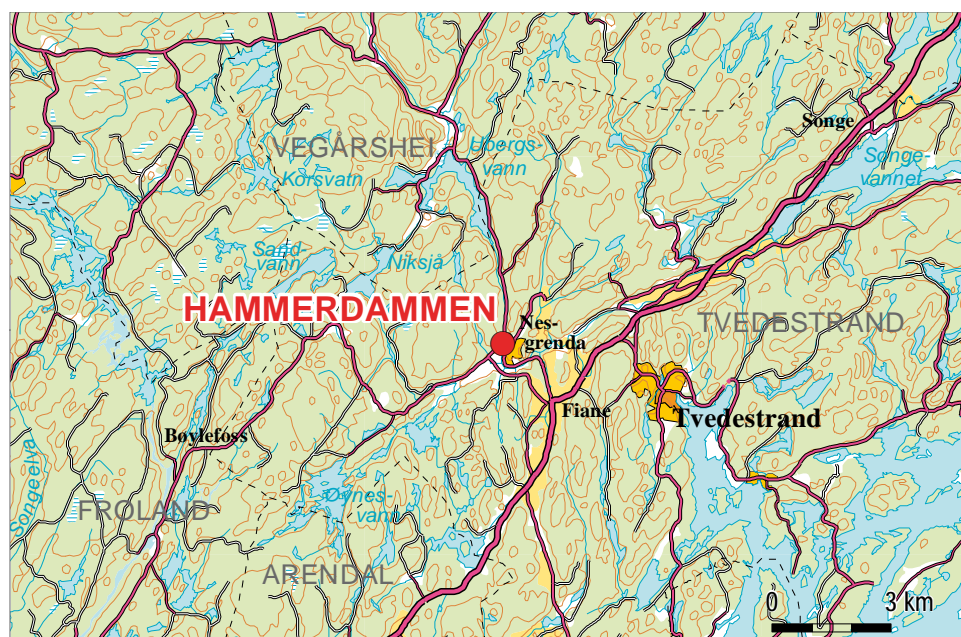 Songe
VEGÅRSHEI
Ubergs-
vann
Korsvatn
Songe-
vannet
Sand-
vann
Niksjå
HAMMERDAMMEN
Nes-
grenda
TVEDESTRAND
Fiane
Tvedestrand
Bøylefoss
Songeelva
FROLAND
Øynes-
vann
ARENDAL
0 3 km